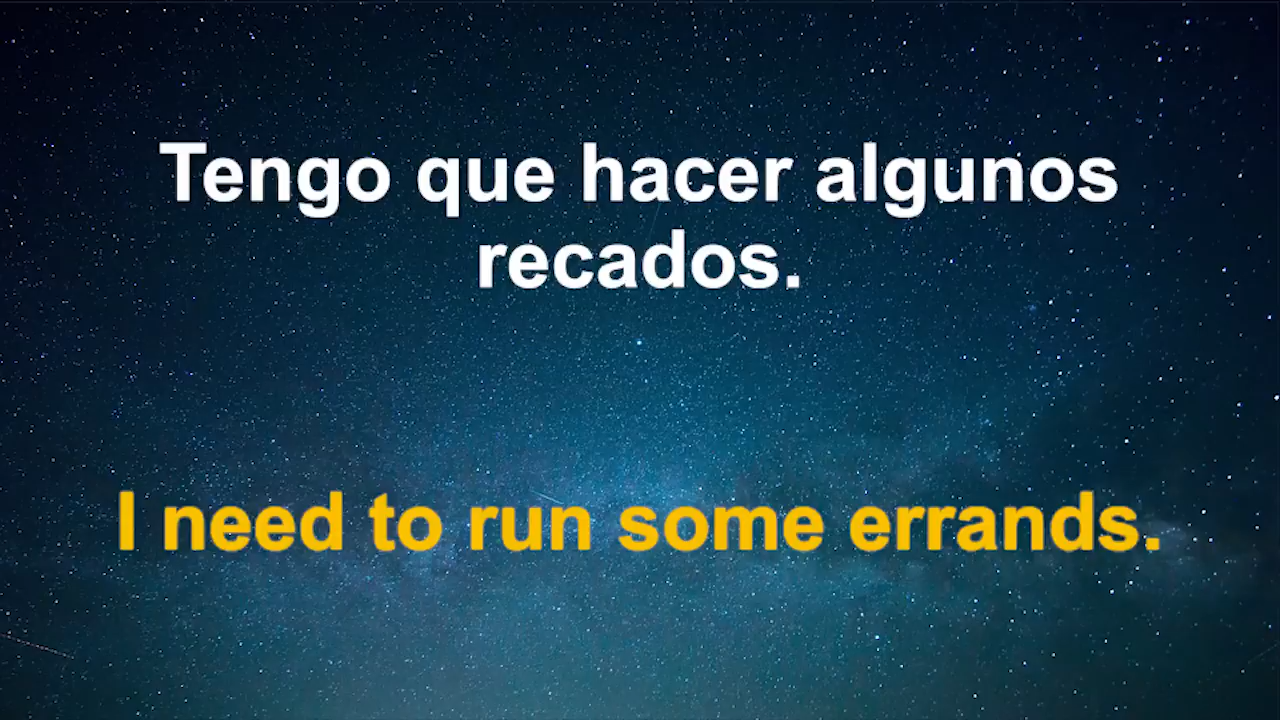 Tengo que hacer algunos
recados.
I need to run some errands.